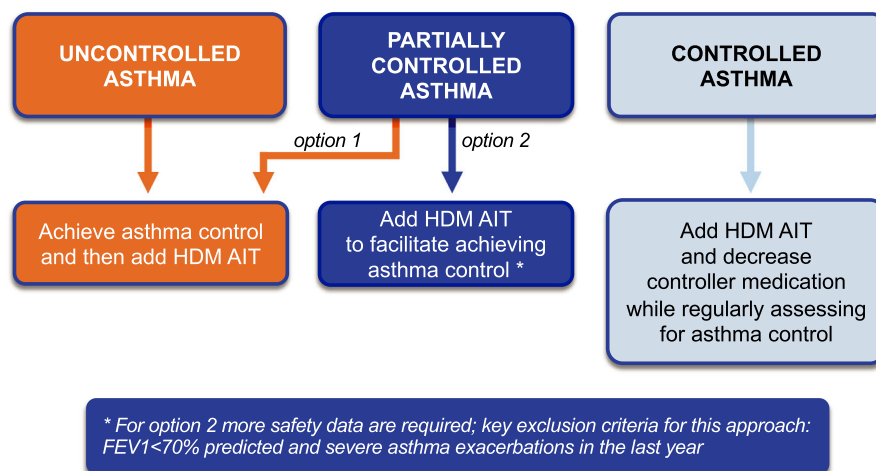 UNCONTROLLED
ASTHMA
PARTIALLY
CONTROLLED
ASTHMA
CONTROLLED
ASTHMA
option 1
option 2
Achieve asthma control
and then add HDM AIT
Add HDM AIT
to facilitate achieving
asthma control *
Add HDM AIT
and decrease
controller medication
while regularly assessing
for asthma control
* For option 2 more safety data are required; key exclusion criteria for this approach:
FEV1<70% predicted and severe asthma exacerbations in the last year